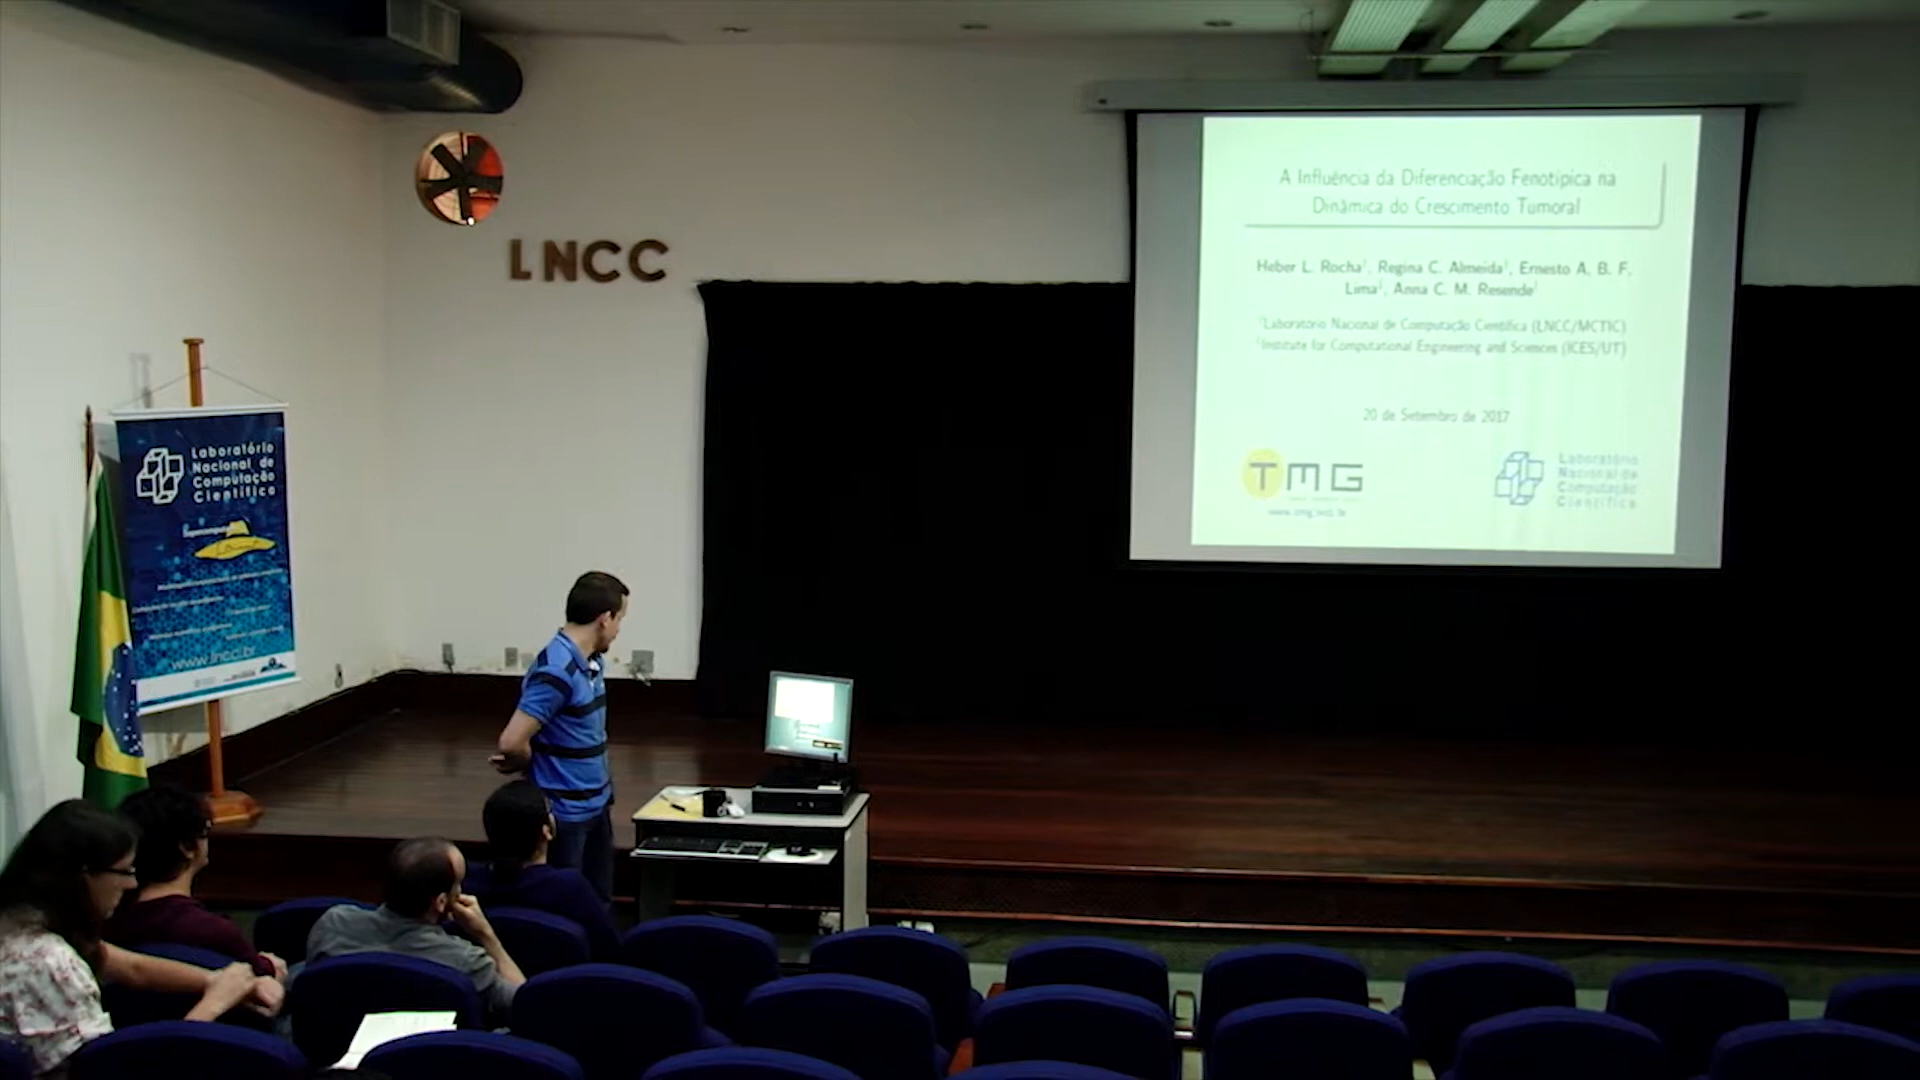 LNCC
A Influência da Diferenciação Fenotípica na
Dinâmica do Crescimento Tumoral
Heber L. Rocha¹, Regina C. Almeida¹, Ernesto A. B. F.
Lima², Anna C. M. Resende¹
¹Laboratório Nacional de Computação Científica (LNCC/MCTIC)
²Institute for Computational Engineering and Sciences (ICES/UT)
20 de Setembro de 2017
TMG
Laboratório
Nacional de
Computação
Científica
Laboratório
Nacional de
Computação
Científica
www.lncc.br